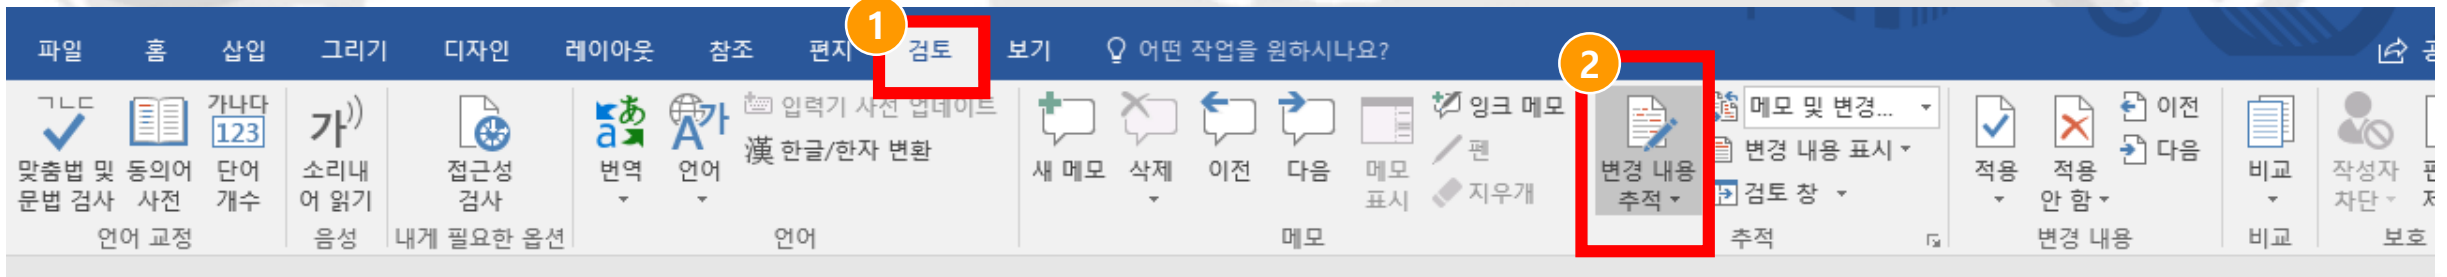 1
2
파일 홈 삽입 그리기 디자인 레이아웃 참조 편지 검토 보기 어떤 작업을 원하시나요?
ㄱㄴㄷ
맞춤법 및
문법 검사
동의어
사전
가나다
123
단어
개수
가
소리내
어 읽기
접근성
검사
あ
a
번역
A가
언어
입력기 사전 업데이트
漢 한글/한자 변환
새 메모
삭제
이전
다음
메모
표시
잉크 메모
펜
지우개
변경 내용
추적
메모 및 변경...
변경 내용 표시
검토 창
적용
적용
안 함
이전
다음
비교
작성자
차단
언어 교정 음성 내게 필요한 옵션 언어 메모 추적 변경 내용 비교 보호